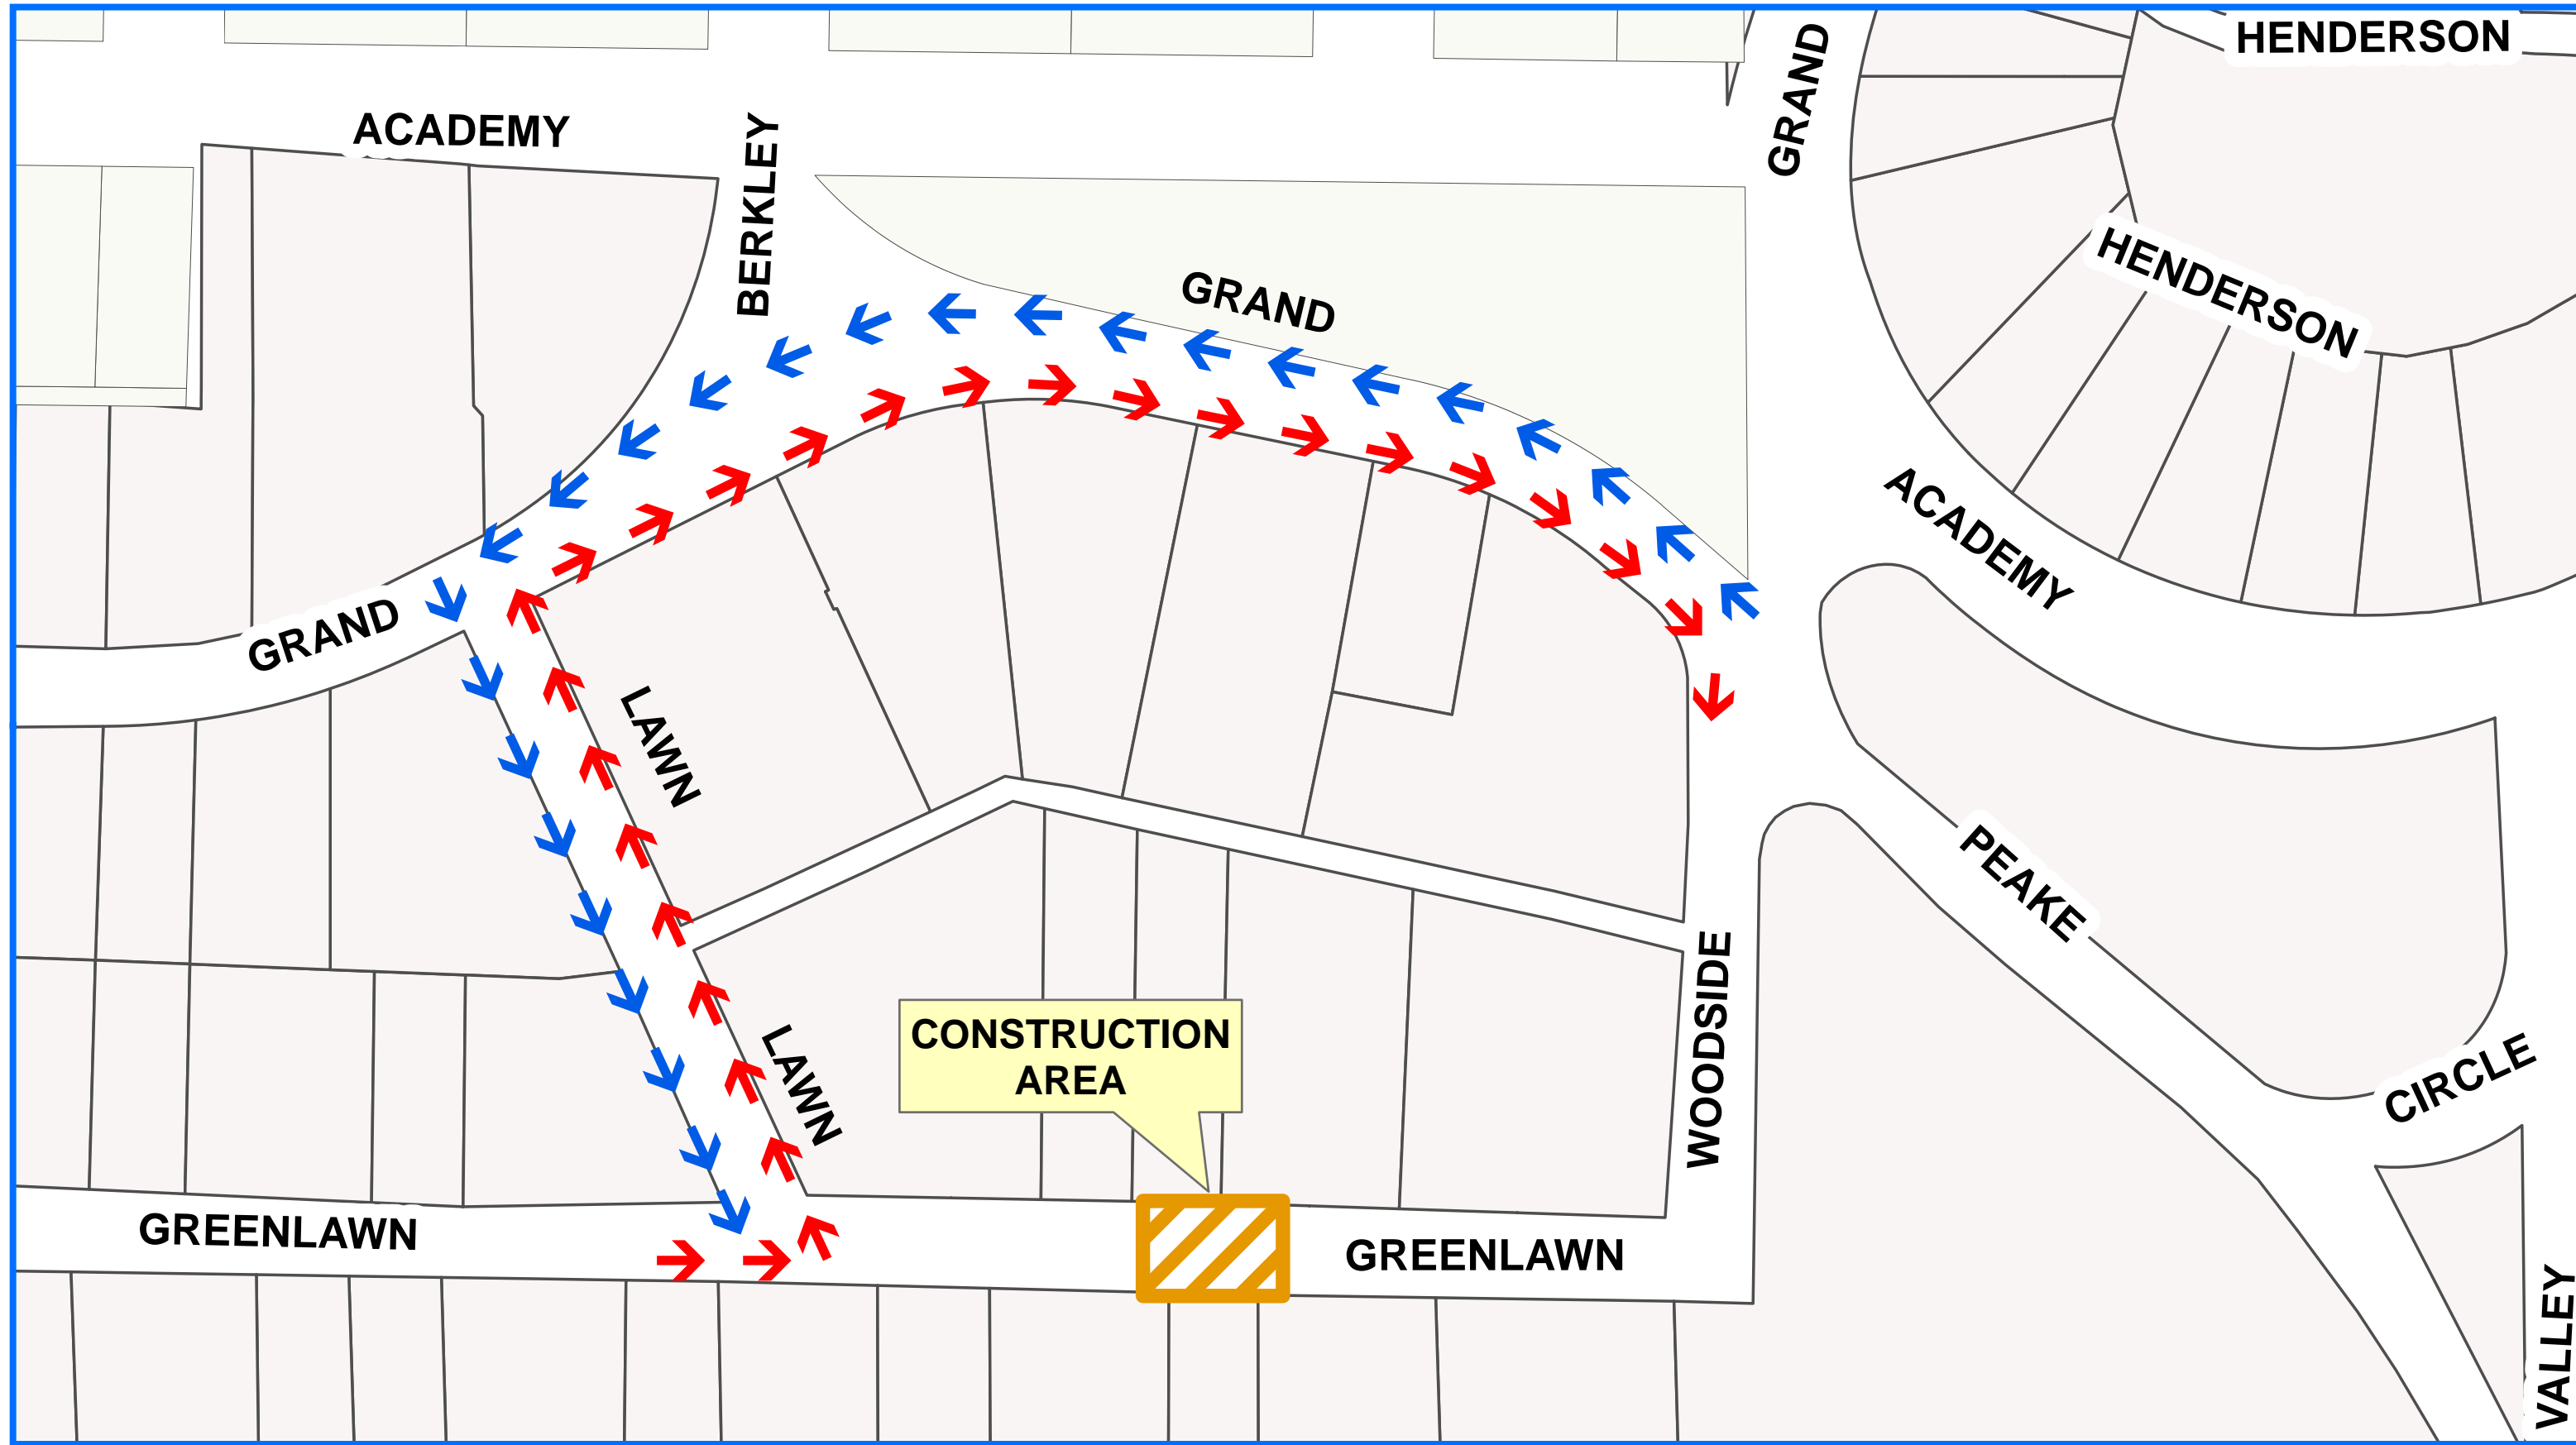 HENDERSON
GRAND
ACADEMY
BERKLEY
HENDERSON
GRAND
ACADEMY
GRAND
LAWN
PEAKE
WOODSIDE
CONSTRUCTION
AREA
LAWN
CIRCLE
GREENLAWN
GREENLAWN
VALLEY